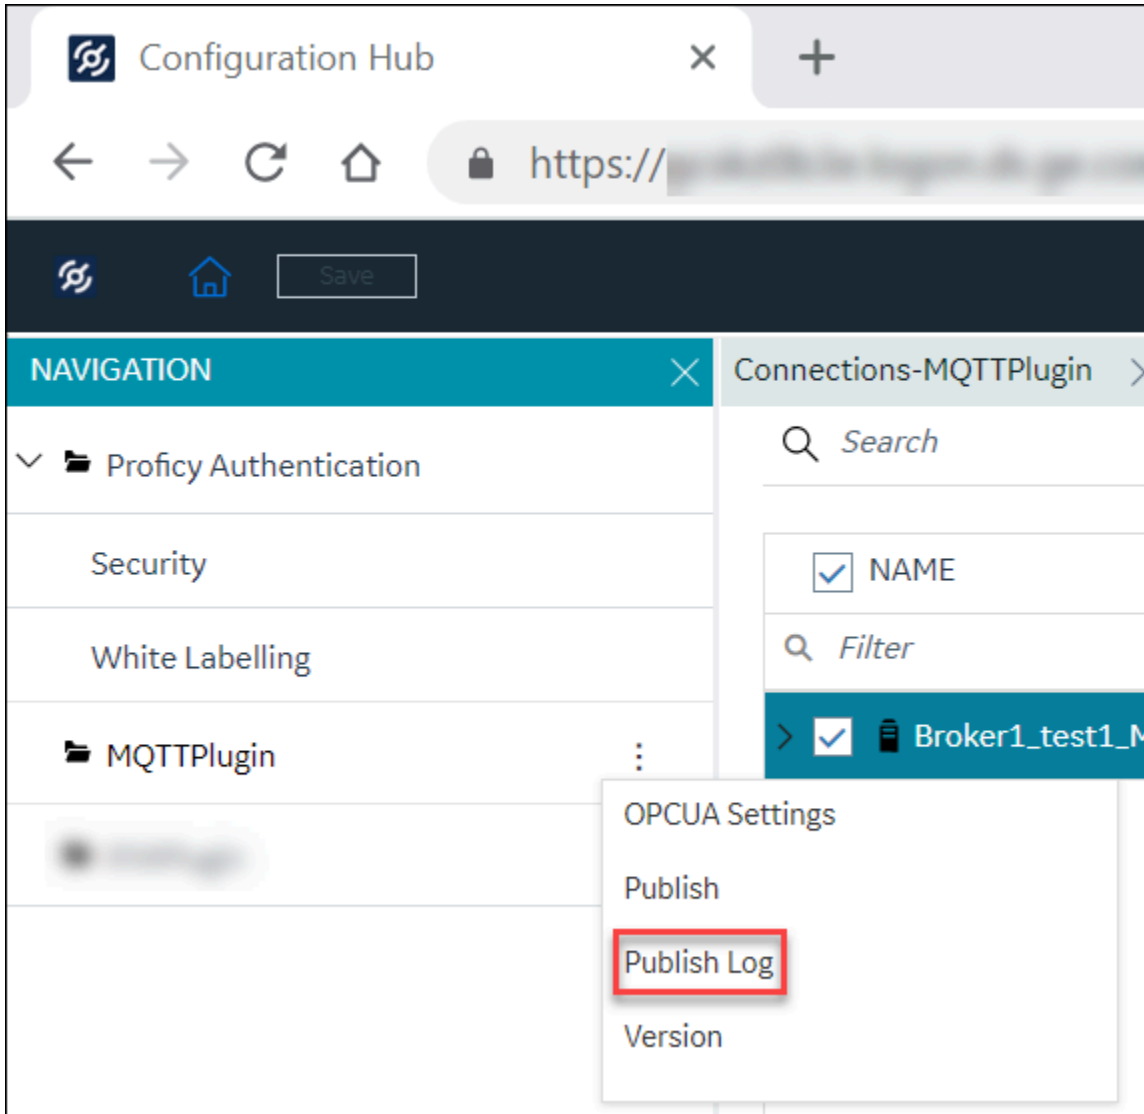 Configuration Hub
https://
Save
NAVIGATION
Connections-MQTTPlugin
Proficy Authentication
Search
Security
NAME
White Labelling
Filter
MQTTPlugin
Broker1_test1_
OPCUA Settings
Publish
Publish Log
Version